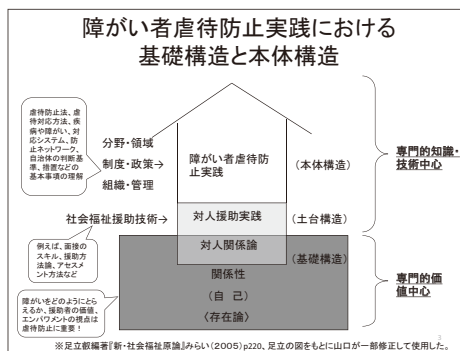 障がい者虐待防止実践における
基礎構造と本体構造
虐待防止法、虐
待対応方法、疾
病や障がい、対
応システム、防
止ネットワーク、
自治体の判断基
準、措置などの
基本事項の理解
分野・領域
制度・政策→
組織・管理
障がい者虐待防
止実践
(本体構造)
専門的知識・
技術中心
社会福祉援助技術→
対人援助実践
(土台構造)
例えば、面接の
スキル、援助方
法論、アセスメ
ント方法など
対人関係論
(基礎構造)
関係性
(自己)
〈存在論〉
専門的価
値中心
障がいをどのようにとら
えるか、援助者の価値、
エンパワメントの視点は
虐待防止に重要!
3
※足立叡編著『新・社会福祉原論』みらい(2005)p220、足立の図をもとに山口が一部修正して使用した。